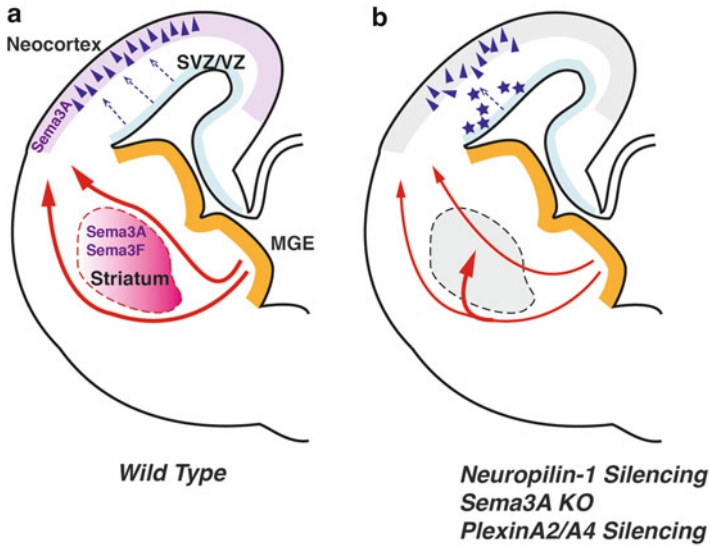 a
Neocortex
SVZ/VZ
Sema3A
Sema3A
Sema3F
Striatum
MGE
Wild Type
b
Neuropilin-1 Silencing
Sema3A KO
PlexinA2/A4 Silencing